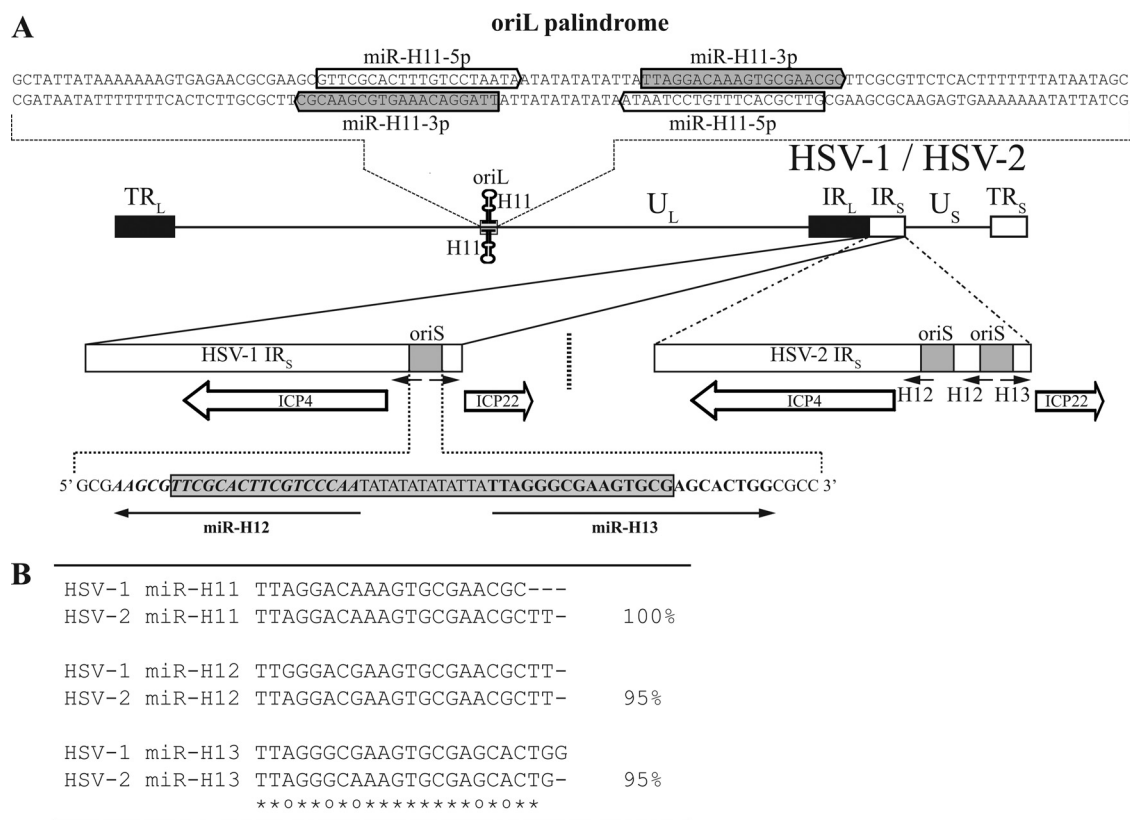 A
oriL palindrome
miR-H11-5p miR-H11-3p
GCTATTATAAAAAAAGTGAGAACGCGAAGCGTTCGCACTTTGTCCTAATAATATATATATTATTAGGACAAAGTGCGAACGCTTCGCGTTCTCACTTTTTTTATAATAGC
CGATAATATTTTTTTCACTCTTGCGCTTCGCAAGCGTGAAACAGGATTATTATATATATAATAATCCTGTTTCACGCTTGCGAAGCGCAAGAGTGAAAAAAATATTATCG
miR-H11-3p miR-H11-5p
HSV-1 / HSV-2
oriL
TRL H11 UL IRL IRS US TRS
H11
oriS oriS oriS
HSV-1 IRS HSV-2 IRS
ICP4 ICP22 ICP4 H12 H12 H13 ICP22
5' GCGAAGCGTTCGCACTTCGTCCCAATATATATATATTATTAGGGCGAAGTGCGAGCACTGGCGCC 3'
miR-H12 miR-H13
B
HSV-1 miR-H11 TTAGGACAAAGTGCGAACGC---
HSV-2 miR-H11 TTAGGACAAAGTGCGAACGCTT- 100%
HSV-1 miR-H12 TTGGGACGAAGTGCGAACGCTT-
HSV-2 miR-H12 TTAGGACGAAGTGCGAACGCTT- 95%
HSV-1 miR-H13 TTAGGGCGAAGTGCGAGCACTGG
HSV-2 miR-H13 TTAGGGCAAAGTGCGAGCACTG- 95%
**o**o*o********o*o**